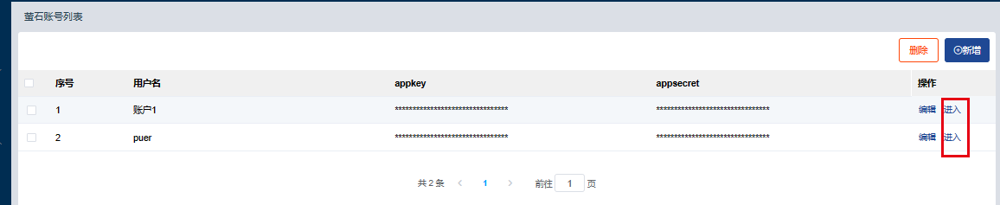 萤石账号列表
删除 新增
序号 用户名 appkey appsecret 操作
1 账户1 ******************************** ******************************** 编辑 进入
2 puer ******************************** ******************************** 编辑 进入
共 2 条 1 前往 1 页